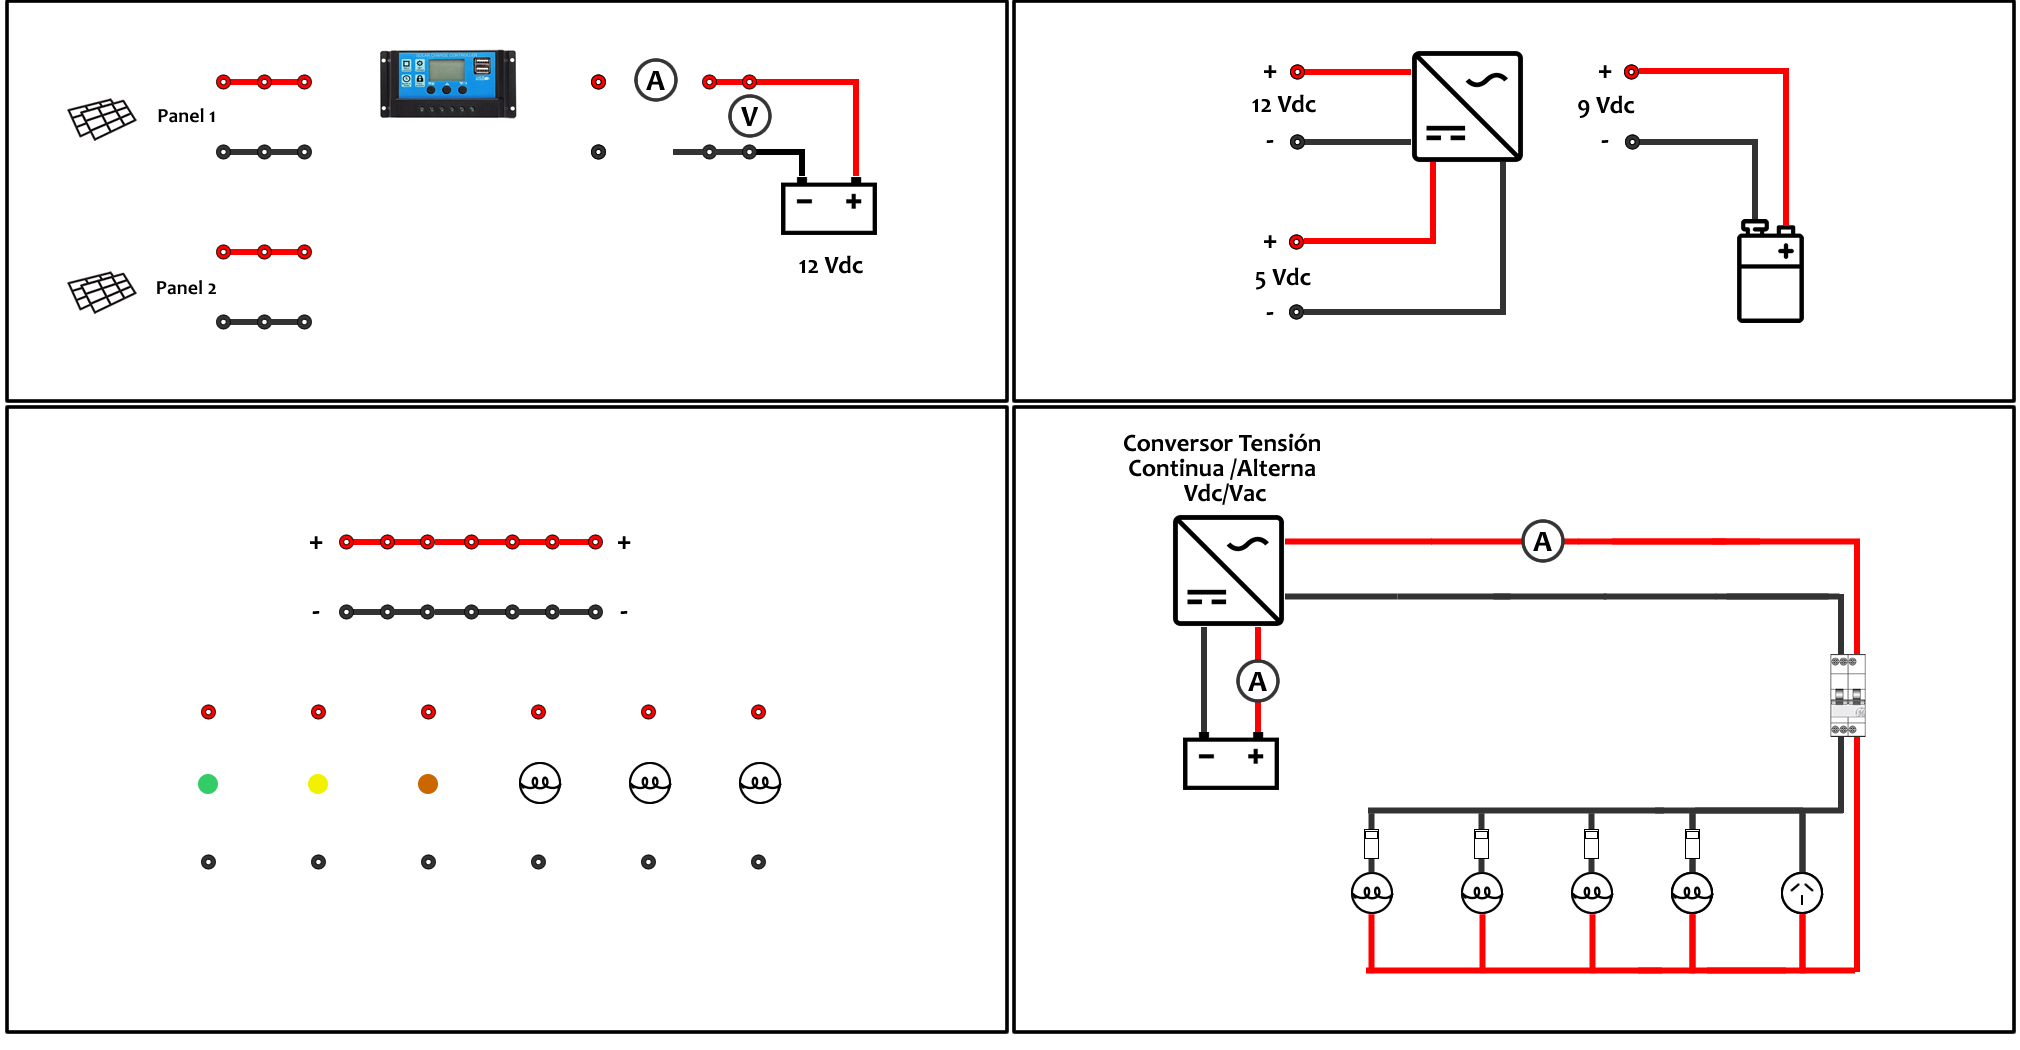 A
V
Panel 1
- +
12 Vdc
Panel 2
+
12 Vdc
-
+
5 Vdc
-
+
9 Vdc
-
+
+ +
- -
Conversor Tensión
Continua /Alterna
Vdc/Vac
A
A
- +